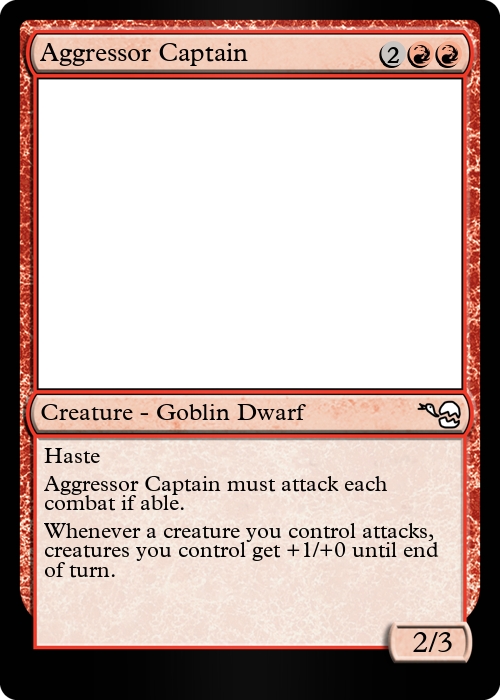 Aggressor Captain 2
Creature - Goblin Dwarf
Haste
Aggressor Captain must attack each
combat if able.
Whenever a creature you control attacks,
creatures you control get +1/+0 until end
of turn.
2/3